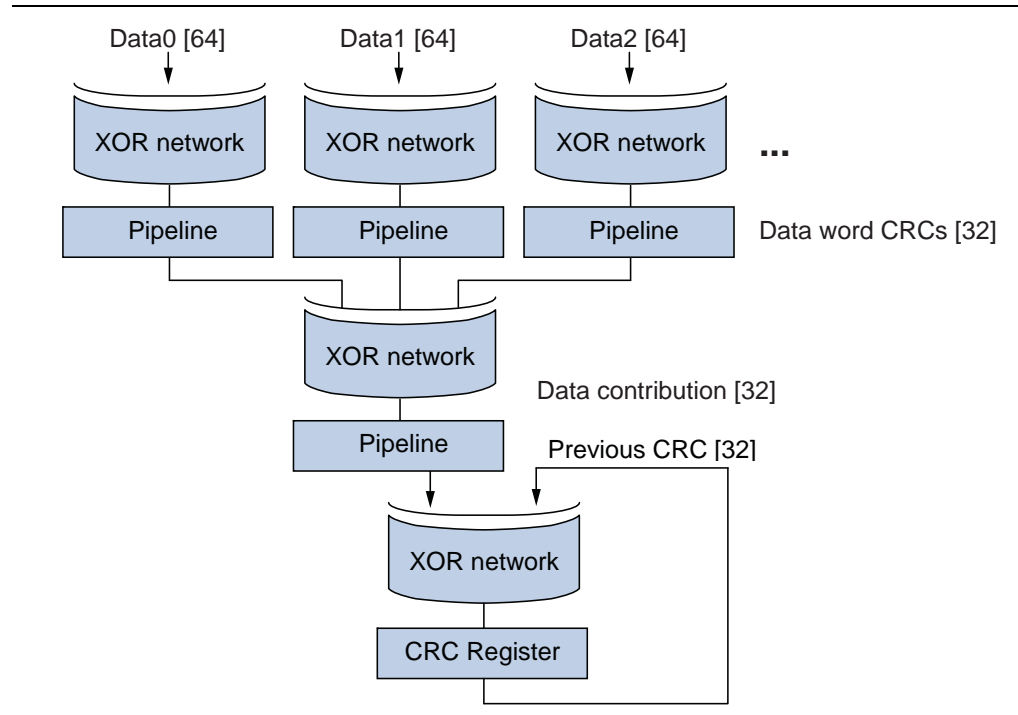 Data0 [64] Data1 [64] Data2 [64]
XOR network XOR network XOR network ...
Pipeline Pipeline Pipeline Data word CRCs [32]
XOR network
Data contribution [32]
Pipeline
Previous CRC [32]
XOR network
CRC Register